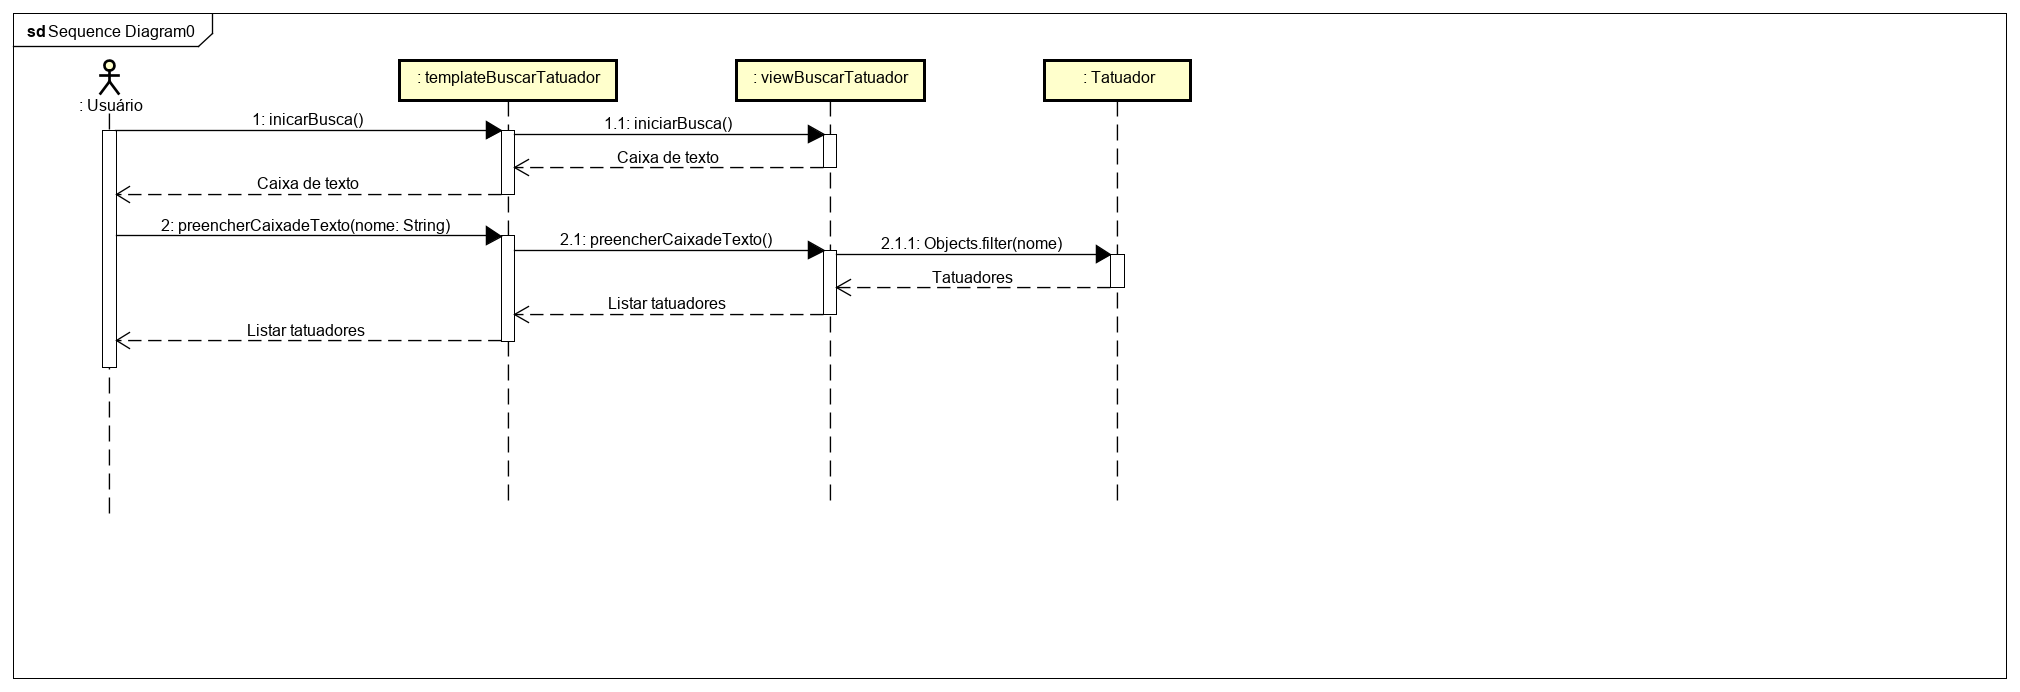 sd Sequence Diagram0
: Usuário
: templateBuscarTatuador
: viewBuscarTatuador
: Tatuador
1: inicarBusca()
1.1: iniciarBusca()
Caixa de texto
Caixa de texto
2: preencherCaixadeTexto(nome: String)
2.1: preencherCaixadeTexto()
2.1.1: Objects.filter(nome)
Tatuadores
Listar tatuadores
Listar tatuadores